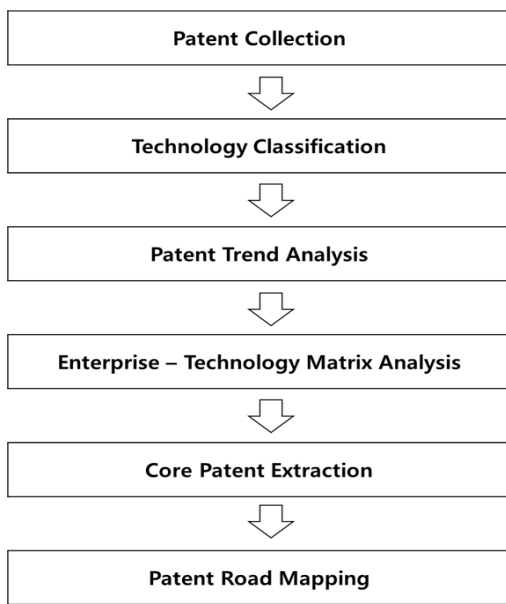 Patent Collection
Technology Classification
Patent Trend Analysis
Enterprise – Technology Matrix Analysis
Core Patent Extraction
Patent Road Mapping